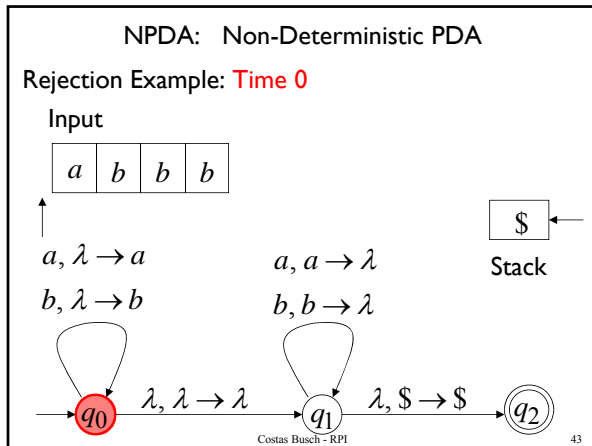 NPDA: Non-Deterministic PDA
Rejection Example: Time 0
Input
a b b b
$
Stack
a, λ → a
b, λ → b
a, a → λ
b, b → λ
q0
λ, λ → λ
q1
λ, $ → $
q2
Costas Busch - RPI
43